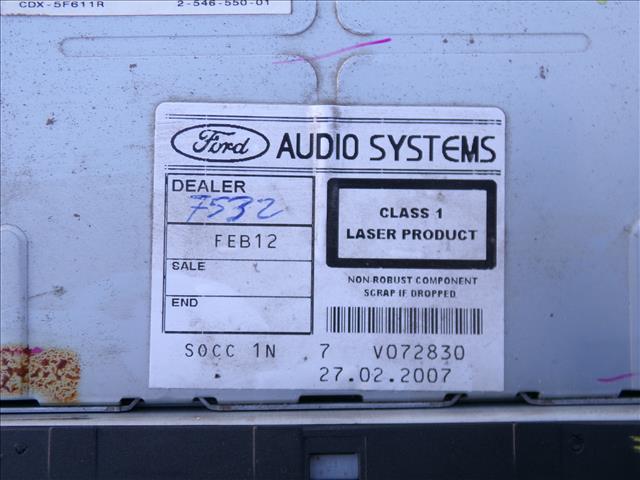 CDX-5F611R 2-546-550-01
Ford AUDIO SYSTEMS
DEALER
7532
FEB12
SALE
END
CLASS 1
LASER PRODUCT
NON-ROBUST COMPONENT
SCRAP IF DROPPED
SOCC 1N 7 V072830
27.02.2007